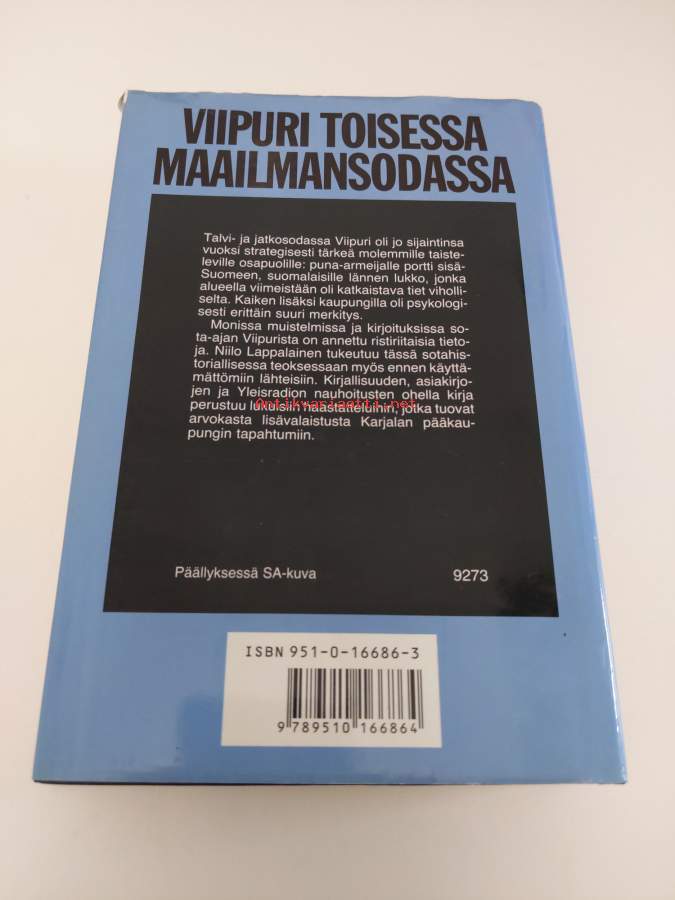 VIIPURI TOISESSA
MAAILMANSODASSA
Talvi- ja jatkosodassa Viipuri oli jo sijaintinsa
vuoksi strategisesti tärkeä molemmille taiste-
leville osapuolille: puna-armeijalle portti sisä-
Suomeen, suomalaisille lännen lukko, jonka
alueella viimeistään oli katkaistava tiet viholli-
selta. Kaiken lisäksi kaupungilla oli psykologi-
sesti erittäin suuri merkitys.
Monissa muistelmissa ja kirjoituksissa so-
ta-ajan Viipurista on annettu ristiriitaisia tieto-
ja. Niilo Lappalainen tukeutuu tässä sotahis-
toriallisessa teoksessaan myös ennen käyttä-
mättömiin lähteisiin. Kirjallisuuden, asiakirjo-
jen ja Yleisradion nauhoitusten ohella kirja
Antikvariaatti.net
perustuu lukuisiin haastatteluihin, jotka tuovat
arvokasta lisävalaistusta Karjalan pääkau-
pungin tapahtumiin.
Päällyksessä SA-kuva 9273
ISBN 951-0-16686-3
9 789510 166864